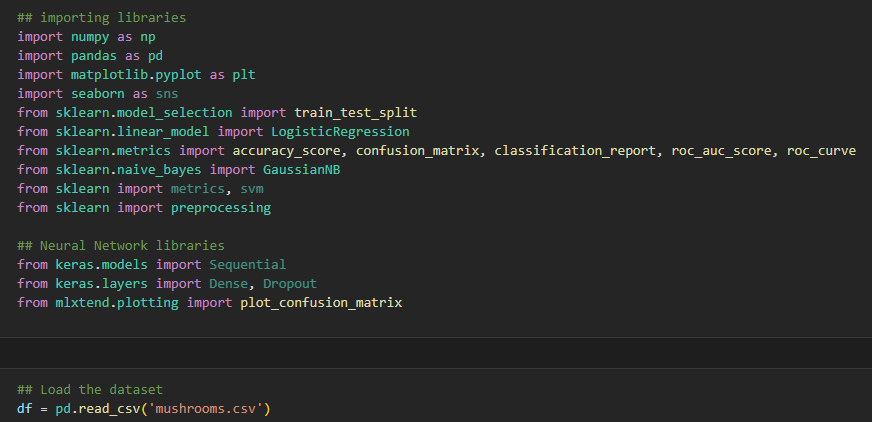 ## importing libraries
import numpy as np
import pandas as pd
import matplotlib.pyplot as plt
import seaborn as sns
from sklearn.model_selection import train_test_split
from sklearn.linear_model import LogisticRegression
from sklearn.metrics import accuracy_score, confusion_matrix, classification_report, roc_auc_score, roc_curve
from sklearn.naive_bayes import GaussianNB
from sklearn import metrics, svm
from sklearn import preprocessing
## Neural Network libraries
from keras.models import Sequential
from keras.layers import Dense, Dropout
from mlxtend.plotting import plot_confusion_matrix
## Load the dataset
df = pd.read_csv('mushrooms.csv')